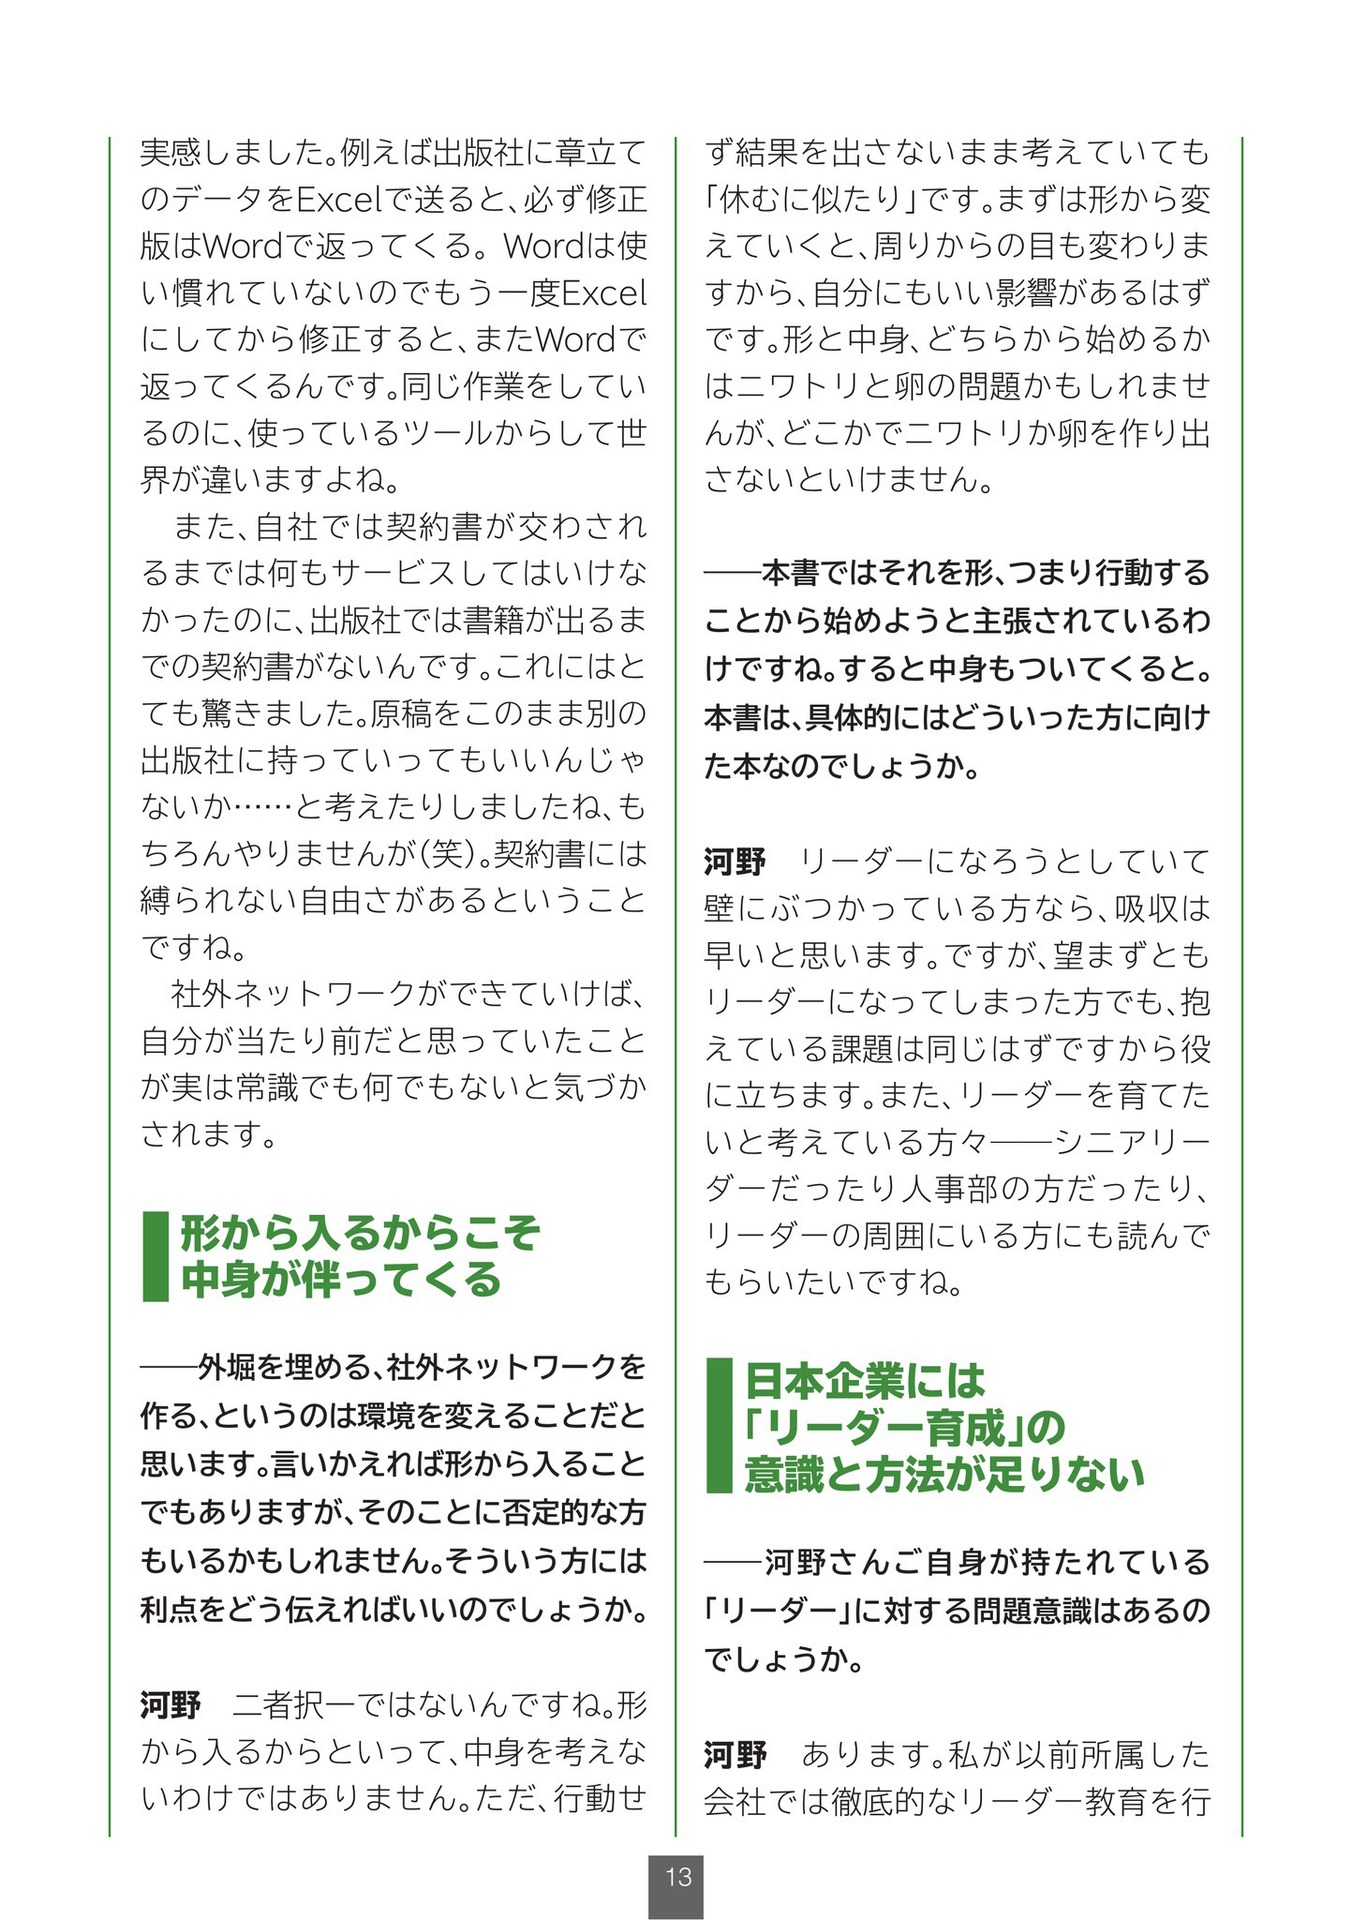 実感しました。例えば出版社に章立て
のデータをExcelで送ると、必ず修正
版はWordで返ってくる。Wordは使
い慣れていないのでもう一度Excel
にしてから修正すると、またWordで
返ってくるんです。同じ作業をしてい
るのに、使っているツールからして世
界が違いますよね。
　また、自社では契約書が交わされ
るまでは何もサービスしてはいけな
かったのに、出版社では書籍が出るま
での契約書がないんです。これにはと
ても驚きました。原稿をこのまま別の
出版社に持っていってもいいんじゃ
ないか……と考えたりしましたね、も
ちろんやりませんが（笑）。契約書には
縛られない自由さがあるということ
ですね。
　社外ネットワークができていけば、
自分が当たり前だと思っていたこと
が実は常識でも何でもないと気づか
されます。
形から入るからこそ
中身が伴ってくる
――外堀を埋める、社外ネットワークを
作る、というのは環境を変えることだと
思います。言いかえれば形から入ること
でもありますが、そのことに否定的な方
もいるかもしれません。そういう方には
利点をどう伝えればいいのでしょうか。
河野　二者択一ではないんですね。形
から入るからといって、中身を考えな
いわけではありません。ただ、行動せ
ず結果を出さないまま考えていても
「休むに似たり」です。まずは形から変
えていくと、周りからの目も変わりま
すから、自分にもいい影響があるはず
です。形と中身、どちらから始めるか
はニワトリと卵の問題かもしれませ
んが、どこかでニワトリか卵を作り出
さないといけません。
――本書ではそれを形、つまり行動する
ことから始めようと主張されているわ
けですね。すると中身もついてくると。
本書は、具体的にはどういった方に向け
た本なのでしょうか。
河野　リーダーになろうとしていて
壁にぶつかっている方なら、吸収は
早いと思います。ですが、望まずとも
リーダーになってしまった方でも、抱
えている課題は同じはずですから役
に立ちます。また、リーダーを育てた
いと考えている方々――シニアリー
ダーだったり人事部の方だったり、
リーダーの周囲にいる方にも読んで
もらいたいですね。
日本企業には
「リーダー育成」の
意識と方法が足りない
――河野さんご自身が持たれている
「リーダー」に対する問題意識はあるの
でしょうか。
河野　あります。私が以前所属した
会社では徹底的なリーダー教育を行
13